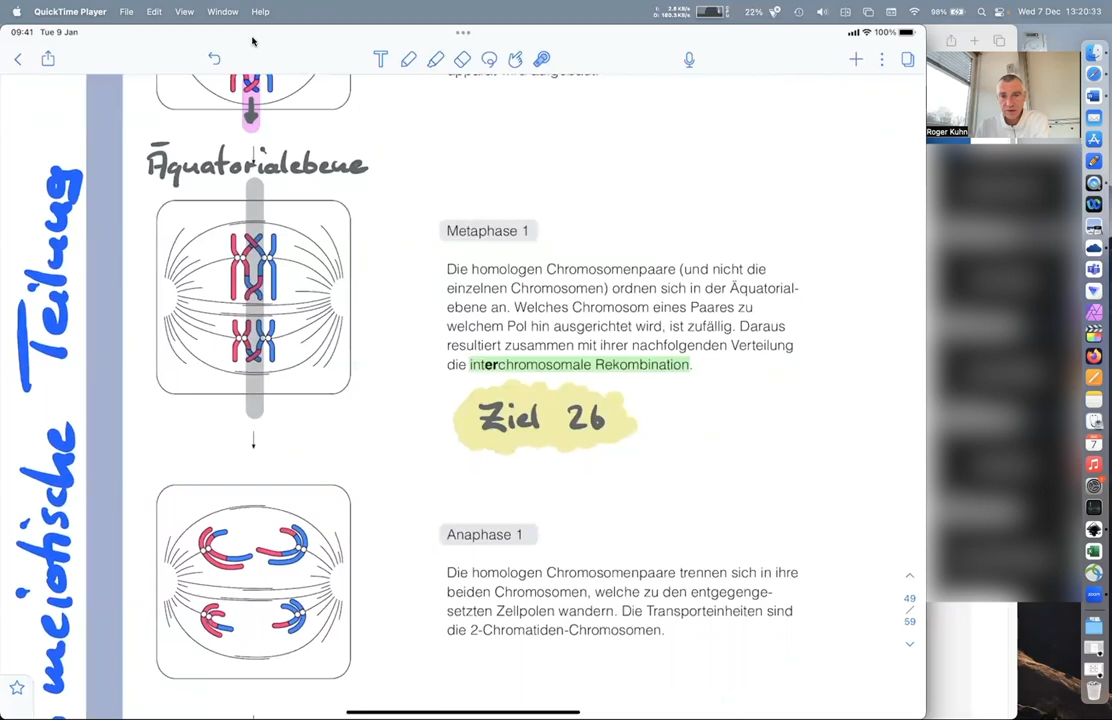 QuickTime Player File Edit View Window Help
22% 98% Wed 7 Dec 13:20:33
09:41 Tue 9 Jan
100%
Roger Kuhn
Äquatorialebene
meiotische Teilung
Metaphase 1
Die homologen Chromosomenpaare (und nicht die
einzelnen Chromosomen) ordnen sich in der Äquatorial-
ebene an. Welches Chromosom eines Paares zu
welchem Pol hin ausgerichtet wird, ist zufällig. Daraus
resultiert zusammen mit ihrer nachfolgenden Verteilung
die interchromosomale Rekombination.
Ziel 26
Anaphase 1
Die homologen Chromosomenpaare trennen sich in ihre
beiden Chromosomen, welche zu den entgegenge-
setzten Zellpolen wandern. Die Transporteinheiten sind
die 2-Chromatiden-Chromosomen.
49
/
59